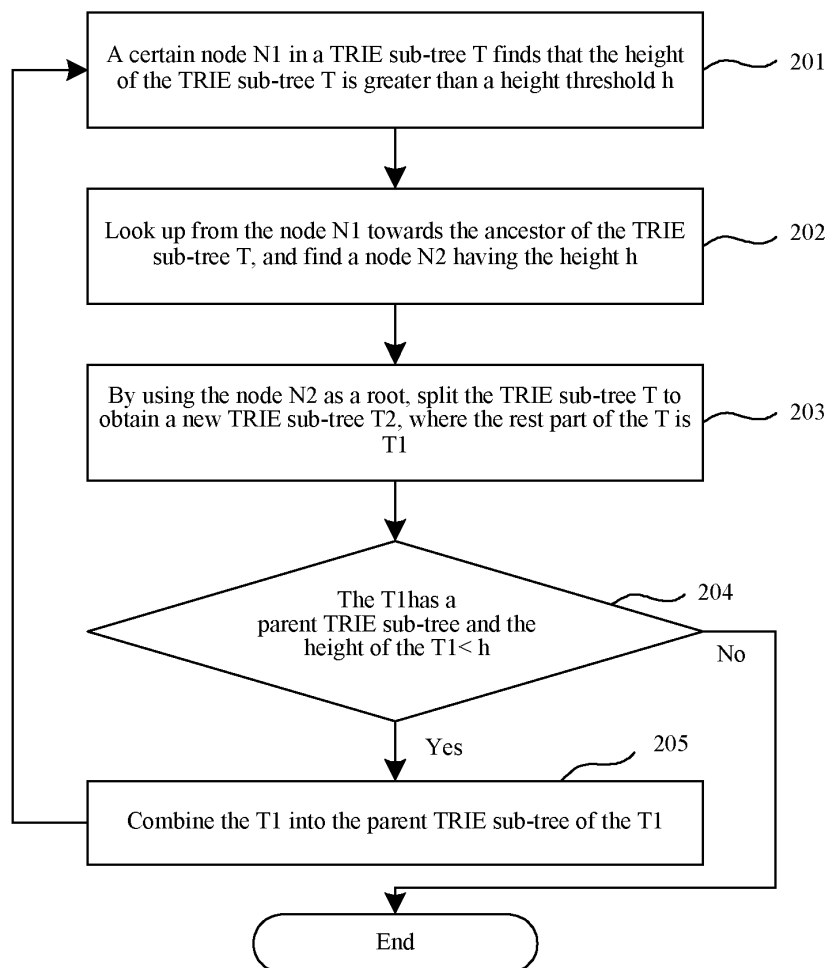 A certain node N1 in a TRIE sub-tree T finds that the height
of the TRIE sub-tree T is greater than a height threshold h
201
Look up from the node N1 towards the ancestor of the TRIE
sub-tree T, and find a node N2 having the height h
202
By using the node N2 as a root, split the TRIE sub-tree T to
obtain a new TRIE sub-tree T2, where the rest part of the T is
T1
203
The T1has a
parent TRIE sub-tree and the
height of the T1< h
204
No
Yes
205
Combine the T1 into the parent TRIE sub-tree of the T1
End